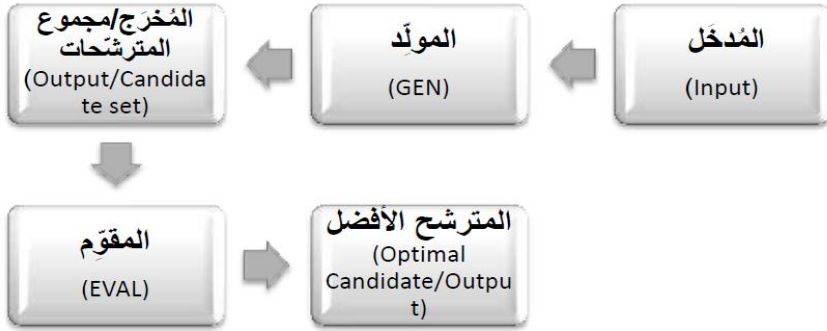 المُدخَل
(Input)
المولِّد
(GEN)
المُخرَج/مجموع
المترشّحات
(Output/Candida
te set)
المقوِّم
(EVAL)
المترشح الأفضل
(Optimal
Candidate/Outpu
t)